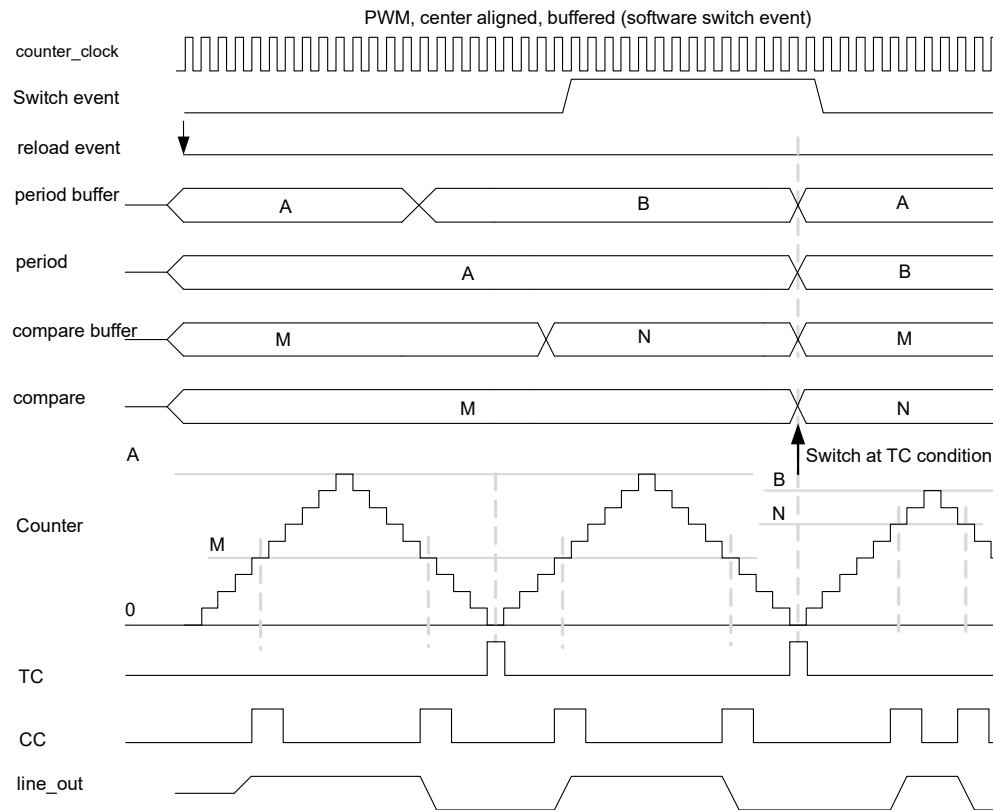 PWM, center aligned, buffered (software switch event)
counter_clock
Switch event
reload event
period buffer
A
B
A
period
A
B
compare buffer
M
N
M
compare
M
N
A
Switch at TC condition
B
Counter
N
M
0
TC
CC
line_out